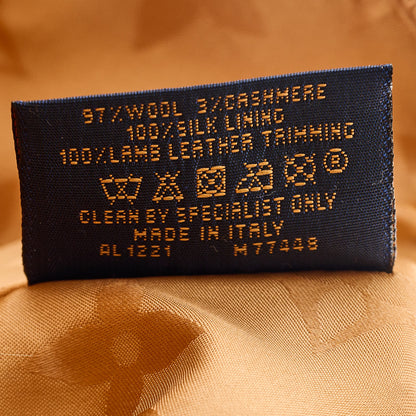 97%WOOL 3%CASHMERE
100%SILK LINING
100%LAMB LEATHER TRIMMING
®
CLEAN BY SPECIALIST ONLY
MADE IN ITALY
AL1221 M77448